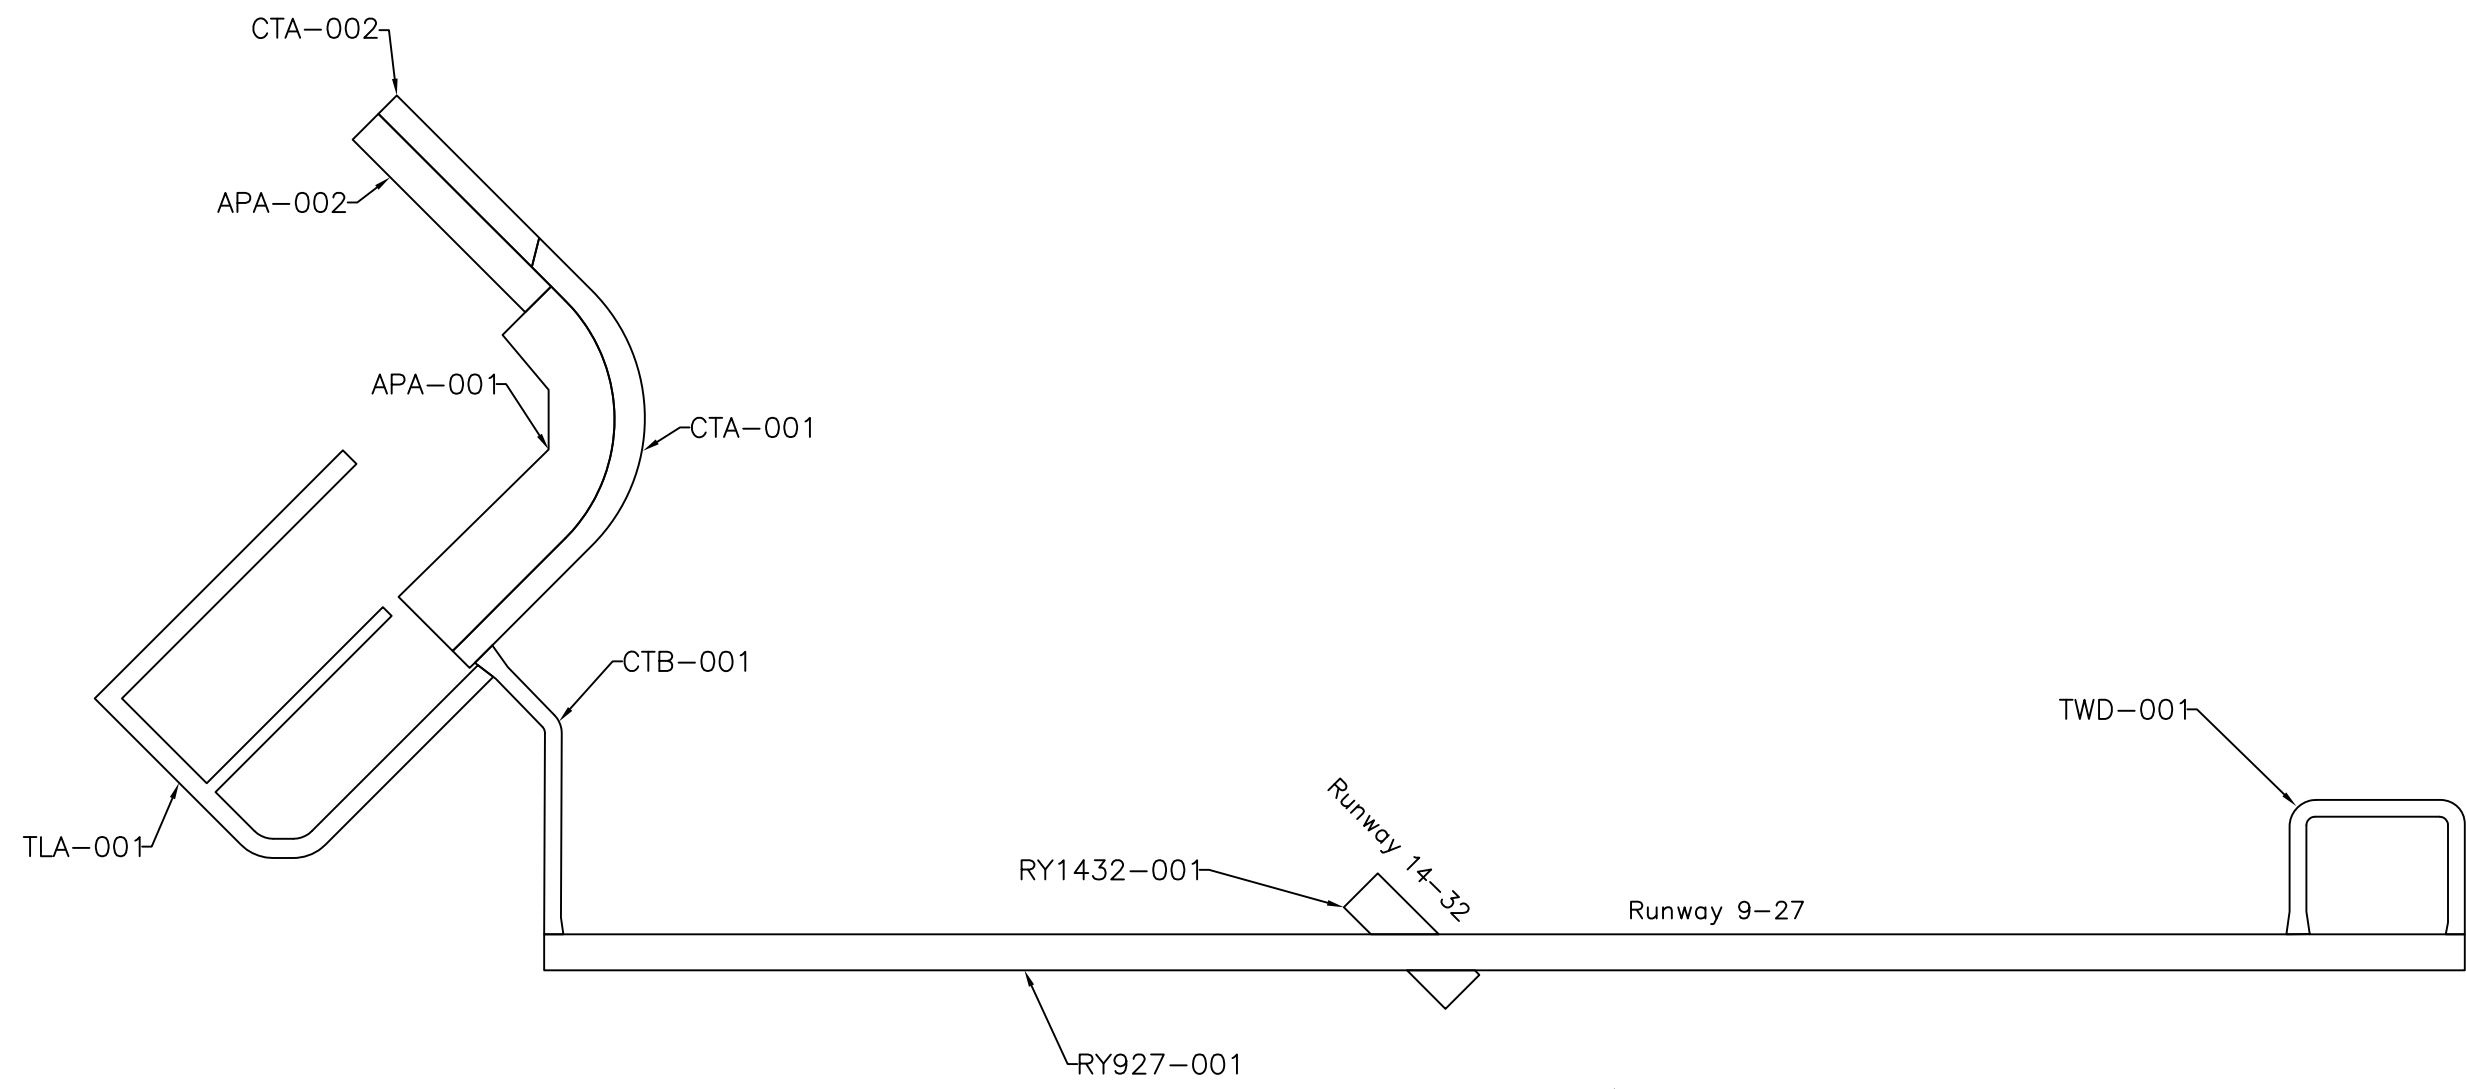 CTA-002
APA-002
APA-001
CTA-001
CTB-001
TWD-001
TLA-001
Runway 14-32
RY1432-001
Runway 9-27
RY927-001